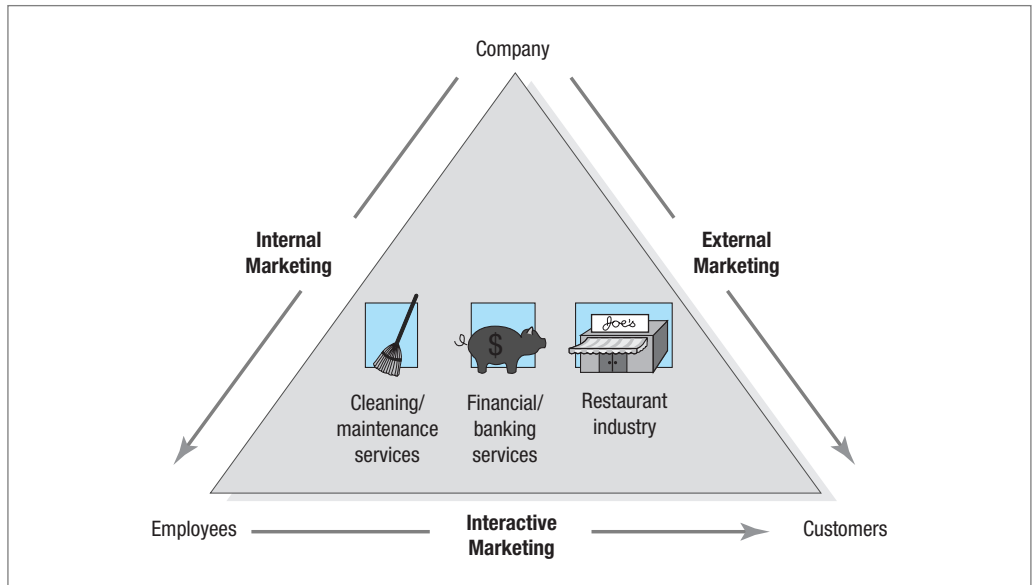 Company
Internal
Marketing
External
Marketing
Joe's
$
Cleaning/
maintenance
services
Financial/
banking
services
Restaurant
industry
Employees
Interactive
Marketing
Customers